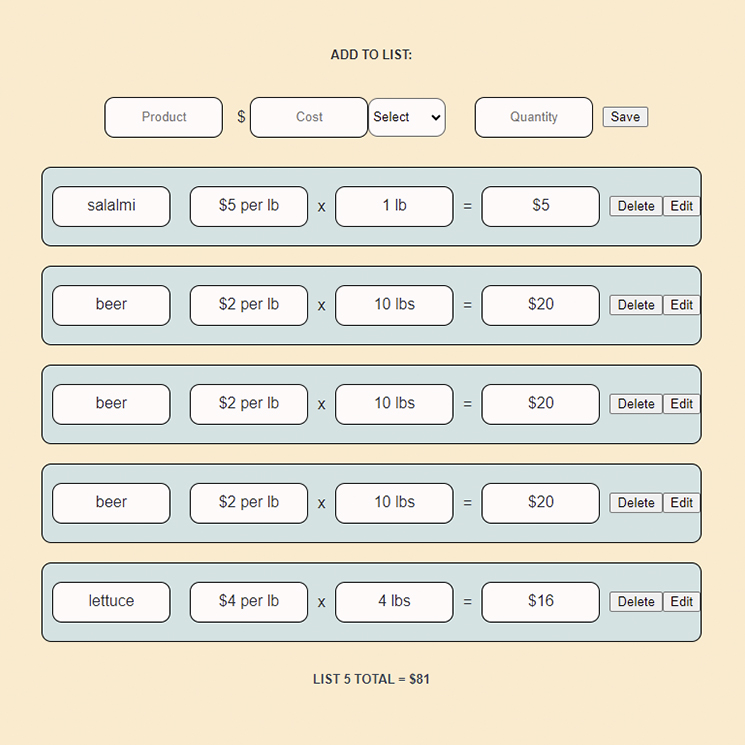 ADD TO LIST:
Product $ Cost Select Quantity Save
salalmi $5 per lb x 1 lb = $5 Delete Edit
beer $2 per lb x 10 lbs = $20 Delete Edit
beer $2 per lb x 10 lbs = $20 Delete Edit
beer $2 per lb x 10 lbs = $20 Delete Edit
lettuce $4 per lb x 4 lbs = $16 Delete Edit
LIST 5 TOTAL = $81